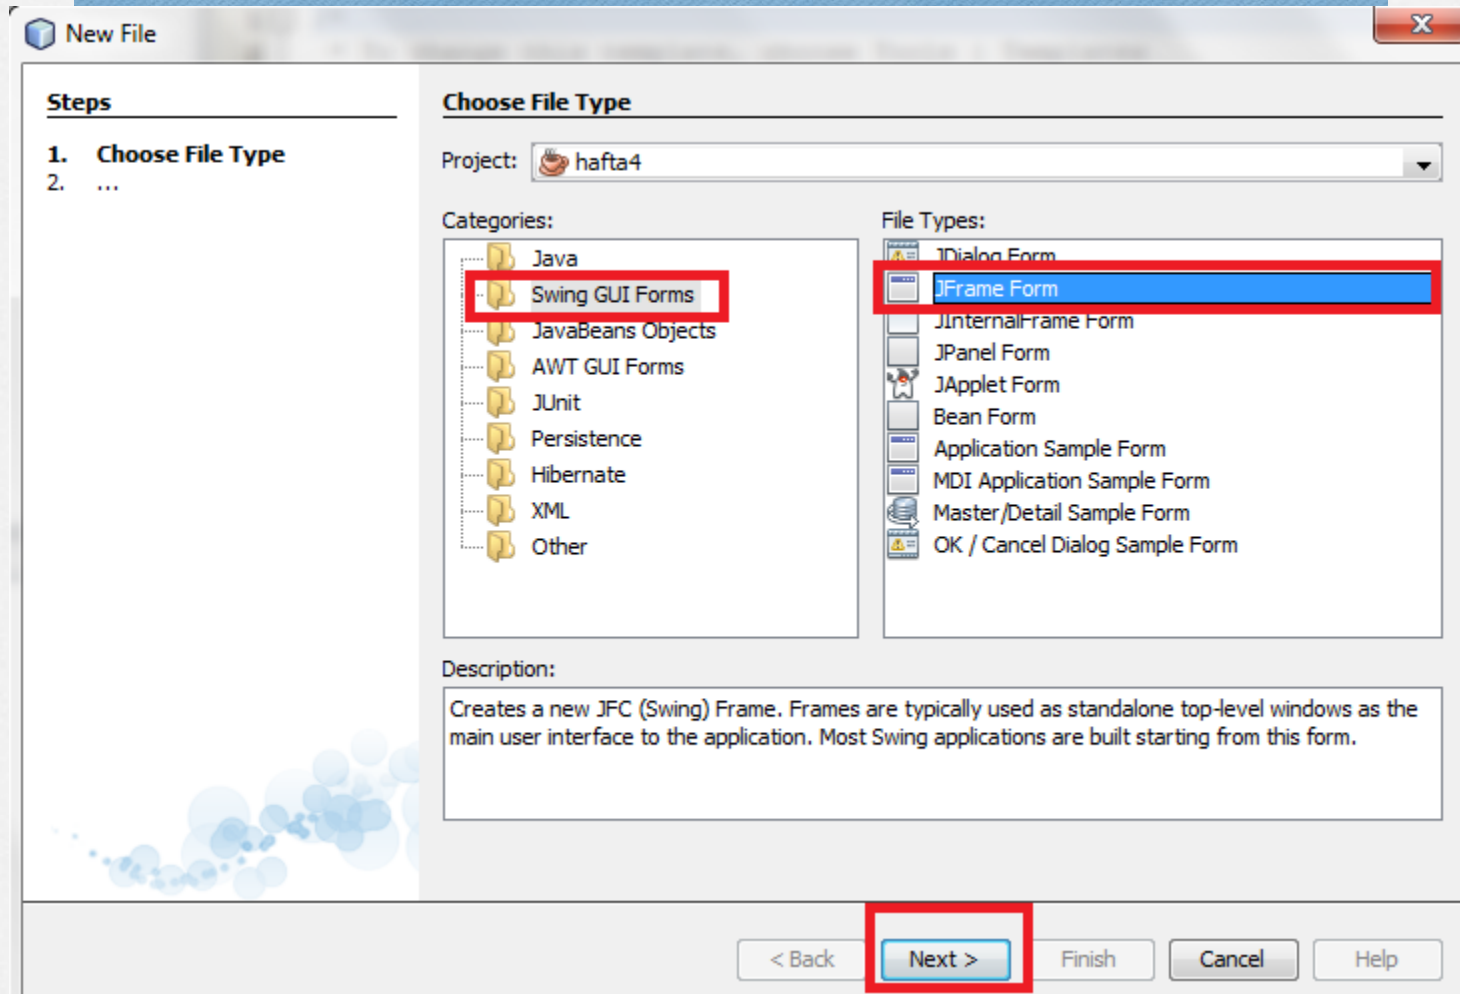 New File
Steps
1. Choose File Type
2. ...
Choose File Type
Project: hafta4
Categories:
Java
Swing GUI Forms
JavaBeans Objects
AWT GUI Forms
JUnit
Persistence
Hibernate
XML
Other
File Types:
JDialog Form
JFrame Form
JInternalFrame Form
JPanel Form
JApplet Form
Bean Form
Application Sample Form
MDI Application Sample Form
Master/Detail Sample Form
OK / Cancel Dialog Sample Form
Description:
Creates a new JFC (Swing) Frame. Frames are typically used as standalone top-level windows as the
main user interface to the application. Most Swing applications are built starting from this form.
< Back
Next >
Finish
Cancel
Help